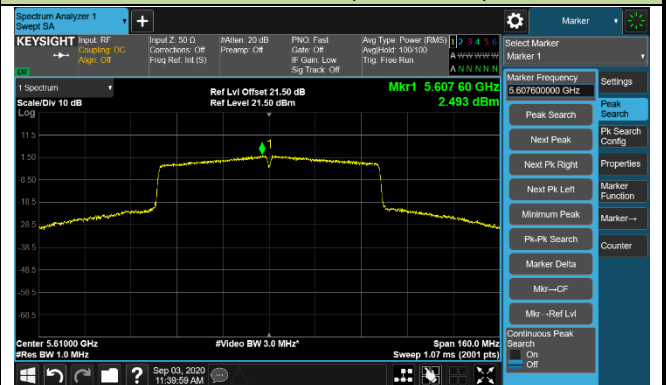 Spectrum Analyzer 1
Swept SA
Marker
KEYSIGHT
Input: RF
Coupling: DC
Align: Off
Input Z: 50 Ω
Corrections: Off
Freq Ref: Int (S)
#Atten: 20 dB
Preamp: Off
PNO: Fast
Gate: Off
IF Gain: Low
Sig Track: Off
Avg Type: Power (RMS)
Avg|Hold: 100/100
Trig: Free Run
1 2 3 4 5 6
A W W W W W
A N N N N N
LXI
Select Marker
Marker 1
1 Spectrum
Scale/Div 10 dB
Log
Ref Lvl Offset 21.50 dB
Ref Level 21.50 dBm
Mkr1 5.607 60 GHz
2.493 dBm
11.5
1.50
-8.50
-18.5
-28.5
-38.5
-48.5
-58.5
-68.5
1
Center 5.61000 GHz
#Res BW 1.0 MHz
#Video BW 3.0 MHz*
Span 160.0 MHz
Sweep 1.07 ms (2001 pts)
Marker Frequency
5.607600000 GHz
Peak Search
Next Peak
Next Pk Right
Next Pk Left
Minimum Peak
Pk-Pk Search
Marker Delta
Mkr→CF
Mkr→Ref Lvl
Continuous Peak
Search
On
Off
Settings
Peak
Search
Pk Search
Config
Properties
Marker
Function
Marker→
Counter
Sep 03, 2020
11:39:59 AM